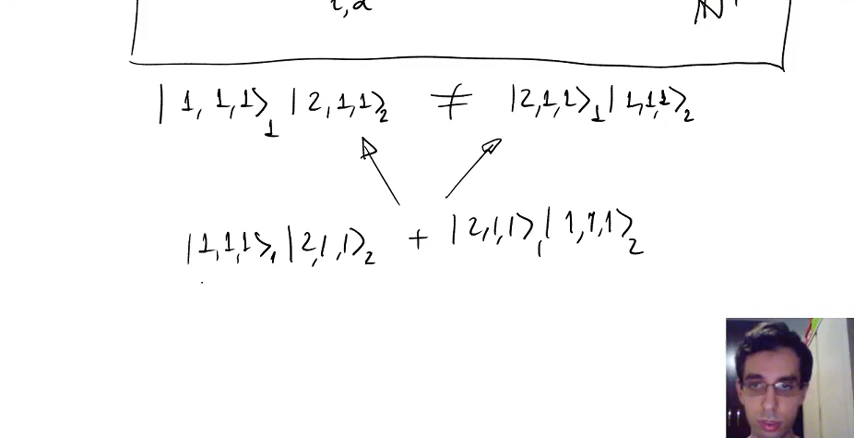 i,α N!
| 1, 1,1⟩₁ | 2,1,1⟩₂ ≠ |2,1,1⟩₁ | 1,1,1⟩₂
|1,1,1⟩₁ |2,1,1⟩₂ + |2,1,1⟩₁ | 1,1,1⟩₂